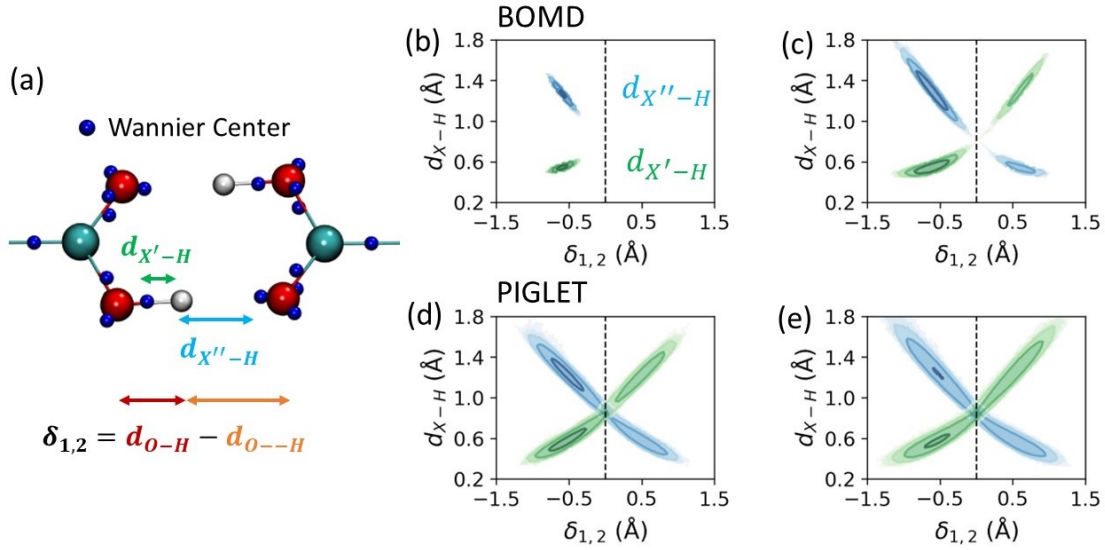 (a)
Wannier Center
d_{X'-H}
d_{X''-H}
δ_{1,2} = d_{O-H} − d_{O--H}
BOMD
(b)
d_{X-H} (Å)
1.8
1.4
1.0
0.6
0.2
d_{X''-H}
d_{X'-H}
−1.5 −0.5 0.5 1.5
δ_{1,2} (Å)
(c)
d_{X-H} (Å)
1.8
1.4
1.0
0.6
0.2
−1.5 −0.5 0.5 1.5
δ_{1,2} (Å)
PIGLET
(d)
d_{X-H} (Å)
1.8
1.4
1.0
0.6
0.2
−1.5 −0.5 0.5 1.5
δ_{1,2} (Å)
(e)
d_{X-H} (Å)
1.8
1.4
1.0
0.6
0.2
−1.5 −0.5 0.5 1.5
δ_{1,2} (Å)